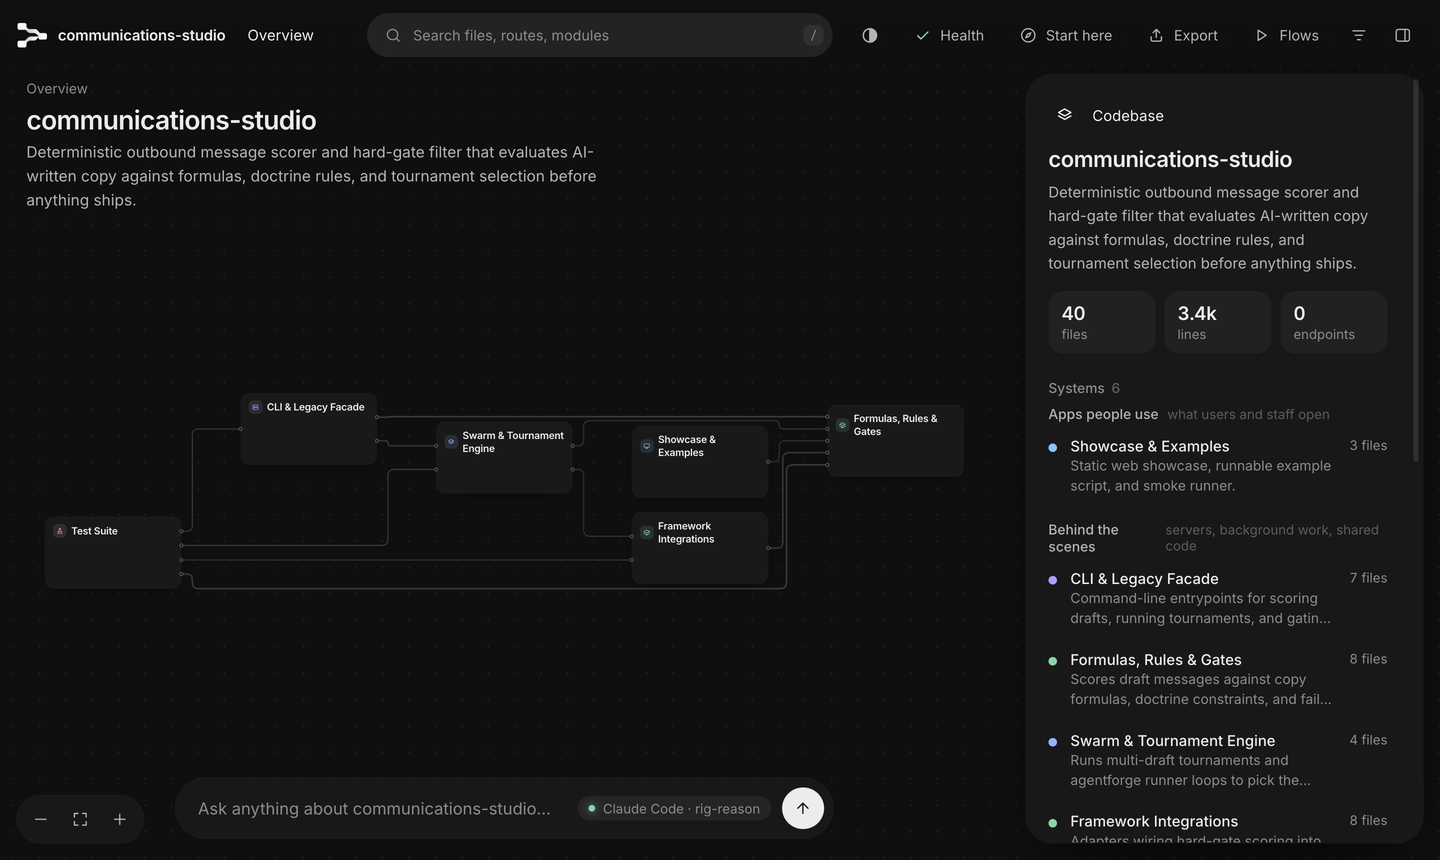 communications-studio
Overview
Search files, routes, modules
/
Health
Start here
Export
Flows
Overview
communications-studio
Deterministic outbound message scorer and hard-gate filter that evaluates AI-
written copy against formulas, doctrine rules, and tournament selection before
anything ships.
CLI & Legacy Facade
Swarm & Tournament
Engine
Showcase &
Examples
Formulas, Rules &
Gates
Test Suite
Framework
Integrations
Ask anything about communications-studio...
Claude Code · rig-reason
Codebase
communications-studio
Deterministic outbound message scorer and
hard-gate filter that evaluates AI-written copy
against formulas, doctrine rules, and
tournament selection before anything ships.
40
files
3.4k
lines
0
endpoints
Systems 6
Apps people use what users and staff open
Showcase & Examples 3 files
Static web showcase, runnable example
script, and smoke runner.
Behind the
scenes
servers, background work, shared
code
CLI & Legacy Facade 7 files
Command-line entrypoints for scoring
drafts, running tournaments, and gatin...
Formulas, Rules & Gates 8 files
Scores draft messages against copy
formulas, doctrine constraints, and fail...
Swarm & Tournament Engine 4 files
Runs multi-draft tournaments and
agentforge runner loops to pick the...
Framework Integrations 8 files
Adapters wiring hard-gate scoring into